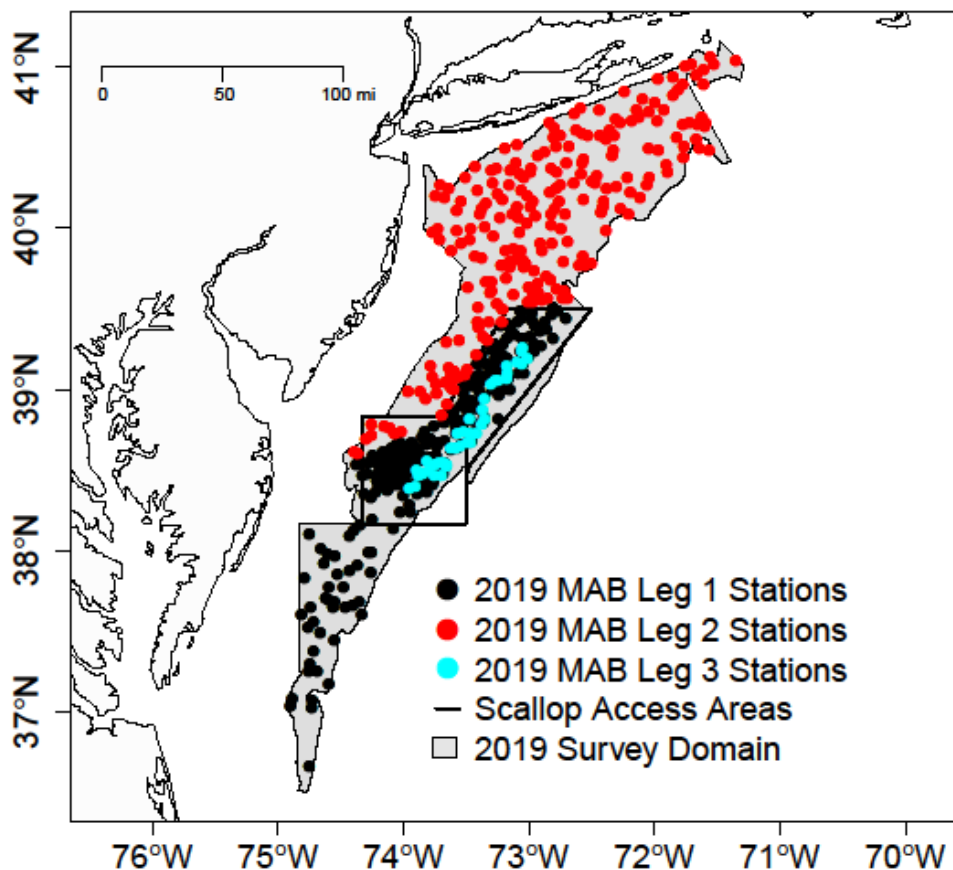 41°N
40°N
39°N
38°N
37°N
0 50 100 mi
2019 MAB Leg 1 Stations
2019 MAB Leg 2 Stations
2019 MAB Leg 3 Stations
Scallop Access Areas
2019 Survey Domain
76°W 75°W 74°W 73°W 72°W 71°W 70°W